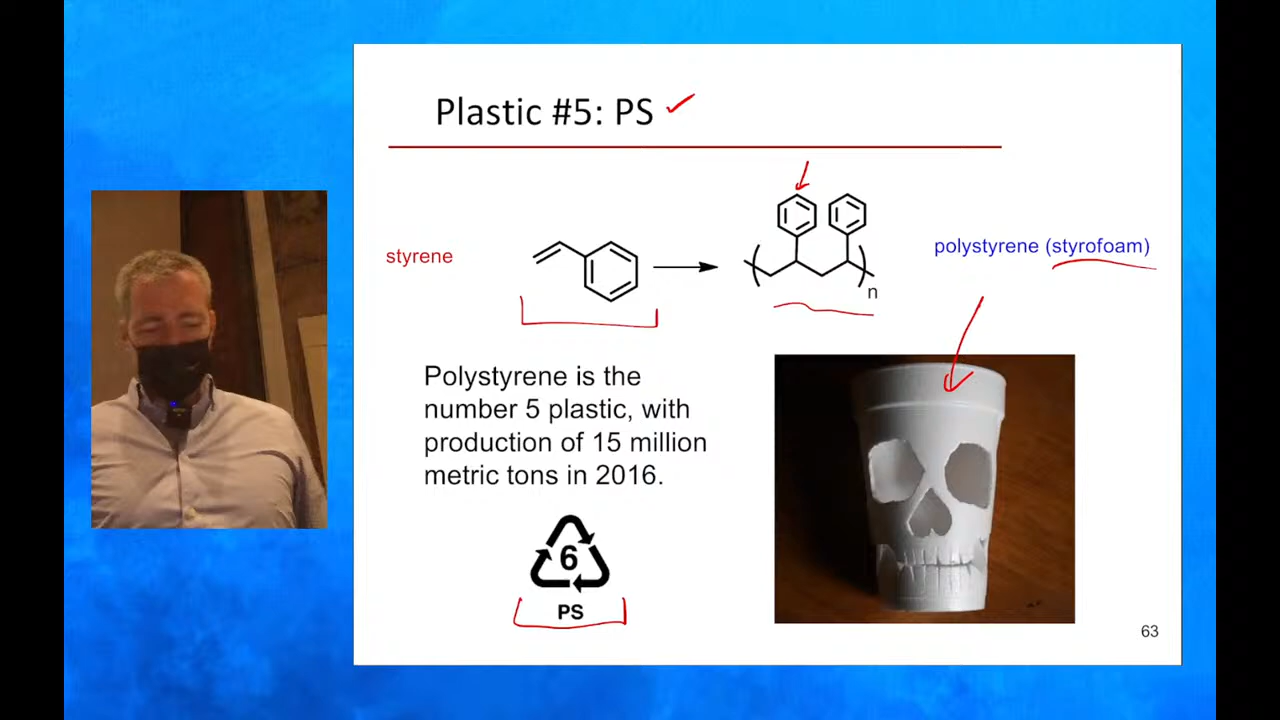 Plastic #5: PS
styrene
n
polystyrene (styrofoam)
Polystyrene is the
number 5 plastic, with
production of 15 million
metric tons in 2016.
6
PS
63